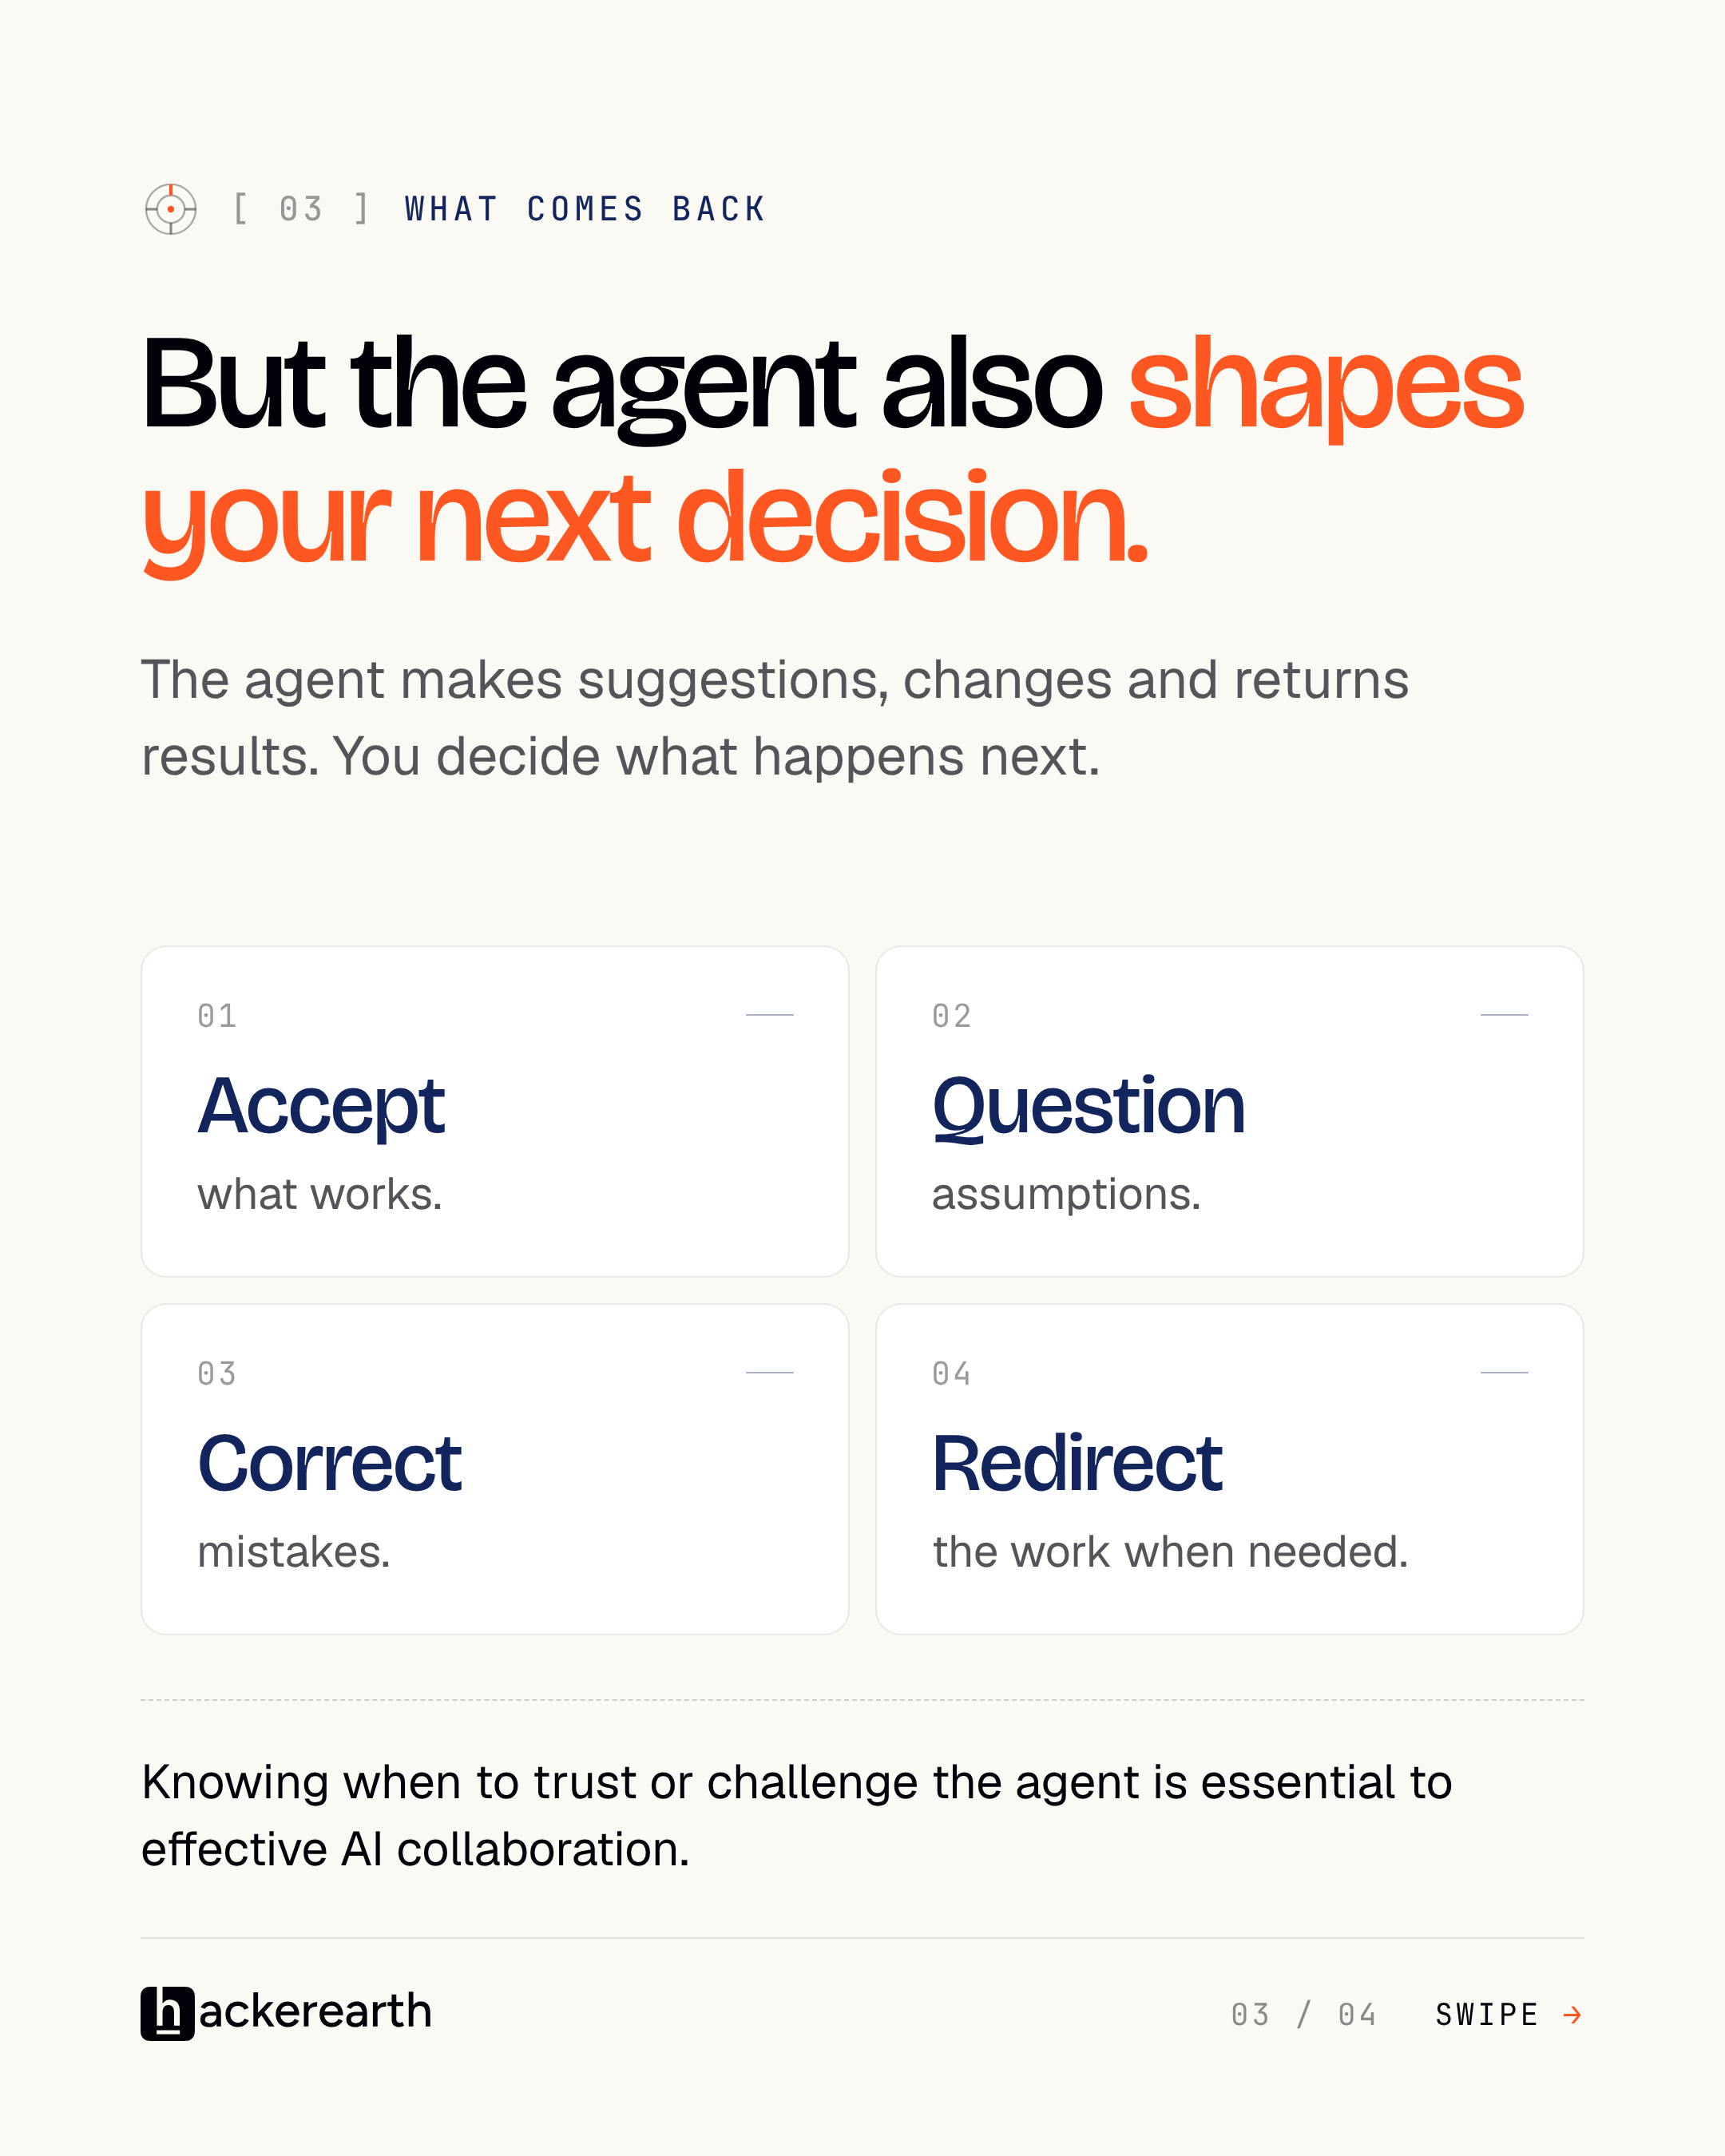 [ 03 ] WHAT COMES BACK
But the agent also shapes
your next decision.
The agent makes suggestions, changes and returns
results. You decide what happens next.
01
Accept
what works.
02
Question
assumptions.
03
Correct
mistakes.
04
Redirect
the work when needed.
Knowing when to trust or challenge the agent is essential to
effective AI collaboration.
hackerearth
03 / 04 SWIPE →